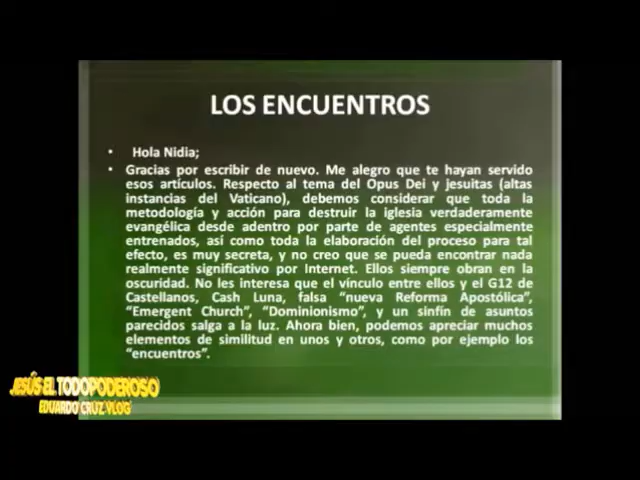 LOS ENCUENTROS
• Hola Nidia;
• Gracias por escribir de nuevo. Me alegro que te hayan servido
esos artículos. Respecto al tema del Opus Dei y jesuitas (altas
instancias del Vaticano), debemos considerar que toda la
metodología y acción para destruir la iglesia verdaderamente
evangélica desde adentro por parte de agentes especialmente
entrenados, así como toda la elaboración del proceso para tal
efecto, es muy secreta, y no creo que se pueda encontrar nada
realmente significativo por Internet. Ellos siempre obran en la
oscuridad. No les interesa que el vínculo entre ellos y el G12 de
Castellanos, Cash Luna, falsa “nueva Reforma Apostólica”,
“Emergent Church”, “Dominionismo”, y un sinfín de asuntos
parecidos salga a la luz. Ahora bien, podemos apreciar muchos
elementos de similitud en unos y otros, como por ejemplo los
“encuentros”.
JESÚS EL TODOPODEROSO
EDUARDO CRUZ VLOG